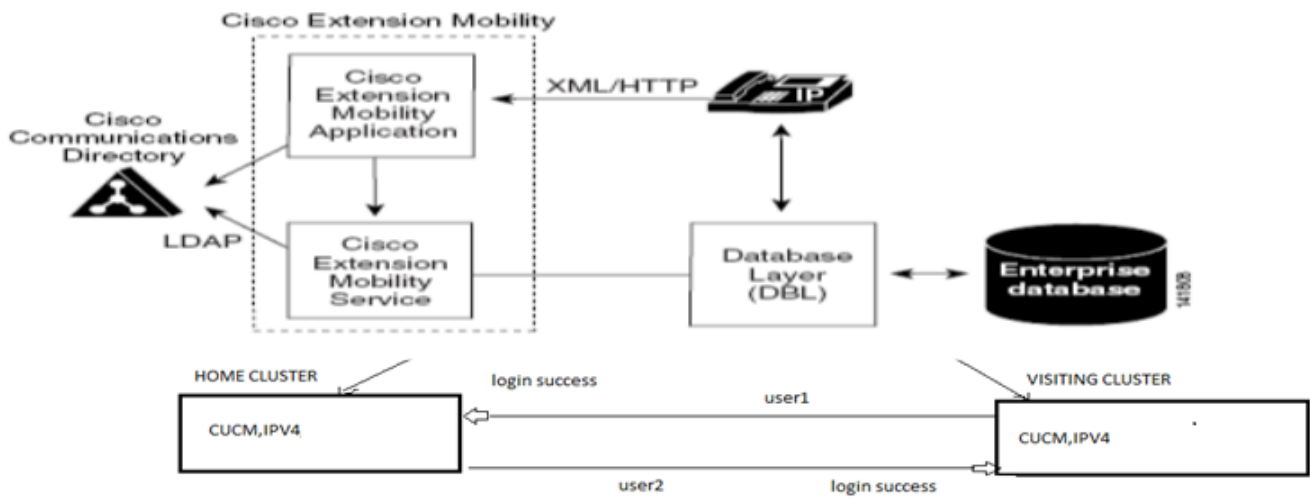 Cisco Extension Mobility
Cisco
Extension
Mobility
Application
XML/HTTP
IP
Cisco
Communications
Directory
LDAP
Cisco
Extension
Mobility
Service
Database
Layer
(DBL)
Enterprise
database
141808
HOME CLUSTER
login success
user1
VISITING CLUSTER
CUCM,IPV4
CUCM,IPV4
user2
login success